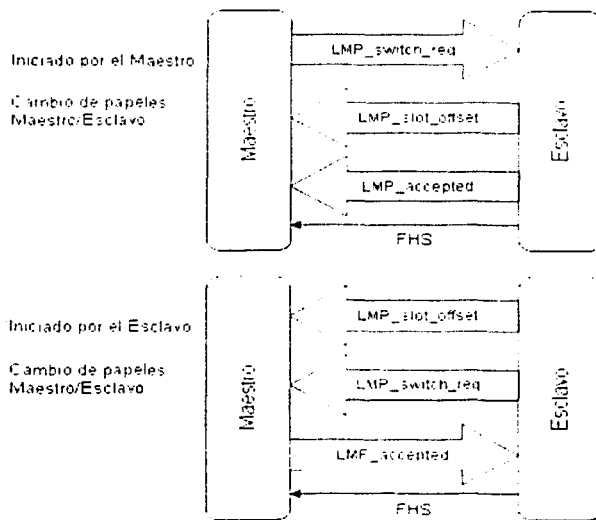 LMP_switch_req
Iniciado por el Maestro
Cambio de papeles
Maestro/Esclavo
Maestro
LMP_slot_offset
LMP_accepted
FHS
Esclavo
LMP_slot_offset
Iniciado por el Esclavo
Cambio de papeles
Maestro/Esclavo
Maestro
LMP_switch_req
LMF_accepted
FHS
Esclavo